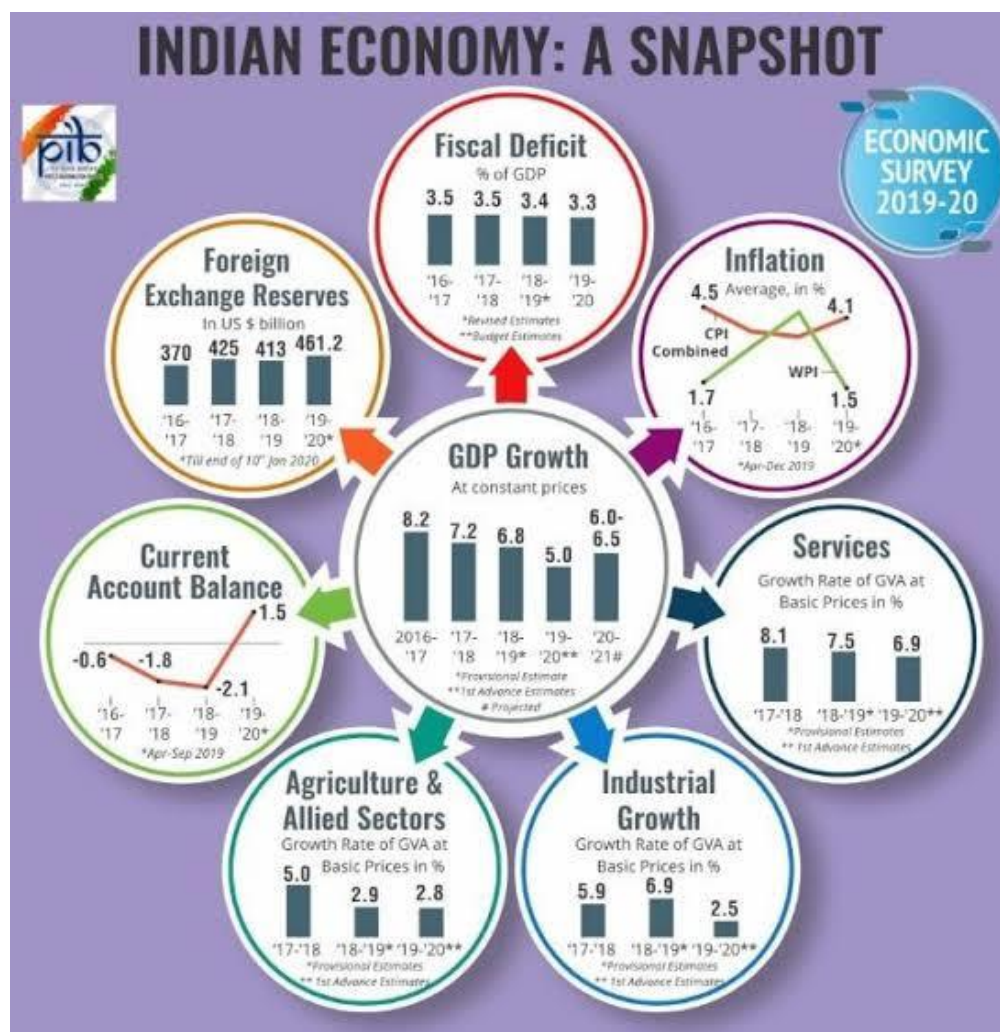 INDIAN ECONOMY: A SNAPSHOT
pib
ECONOMIC
SURVEY
2019-20
Fiscal Deficit
% of GDP
3.5 3.5 3.4 3.3
'16-'17 '17-'18 '18-'19* '19-'20
*Revised Estimates
**Budget Estimates
Foreign
Exchange Reserves
In US $ billion
370 425 413 461.2
'16-'17 '17-'18 '18-'19 '19-'20*
*Till end of 10th Jan 2020
Inflation
Average, in %
4.5 4.1
CPI
Combined
WPI
1.7 1.5
'16-'17 '17-'18 '18-'19 '19-'20*
*Apr-Dec 2019
GDP Growth
At constant prices
8.2 7.2 6.8 5.0 6.0-6.5
2016-'17 '17-'18 '18-'19* '19-'20** '20-'21#
*Provisional Estimate
**1st Advance Estimates
# Projected
Current
Account Balance
-0.6 -1.8 -2.1 1.5
'16-'17 '17-'18 '18-'19 '19-'20*
*Apr-Sep 2019
Services
Growth Rate of GVA at
Basic Prices in %
8.1 7.5 6.9
'17-'18 '18-'19* '19-'20**
*Provisional Estimates
** 1st Advance Estimates
Agriculture &
Allied Sectors
Growth Rate of GVA at
Basic Prices in %
5.0 2.9 2.8
'17-'18 '18-'19* '19-'20**
*Provisional Estimates
** 1st Advance Estimates
Industrial
Growth
Growth Rate of GVA at
Basic Prices in %
5.9 6.9 2.5
'17-'18 '18-'19* '19-'20**
*Provisional Estimates
** 1st Advance Estimates